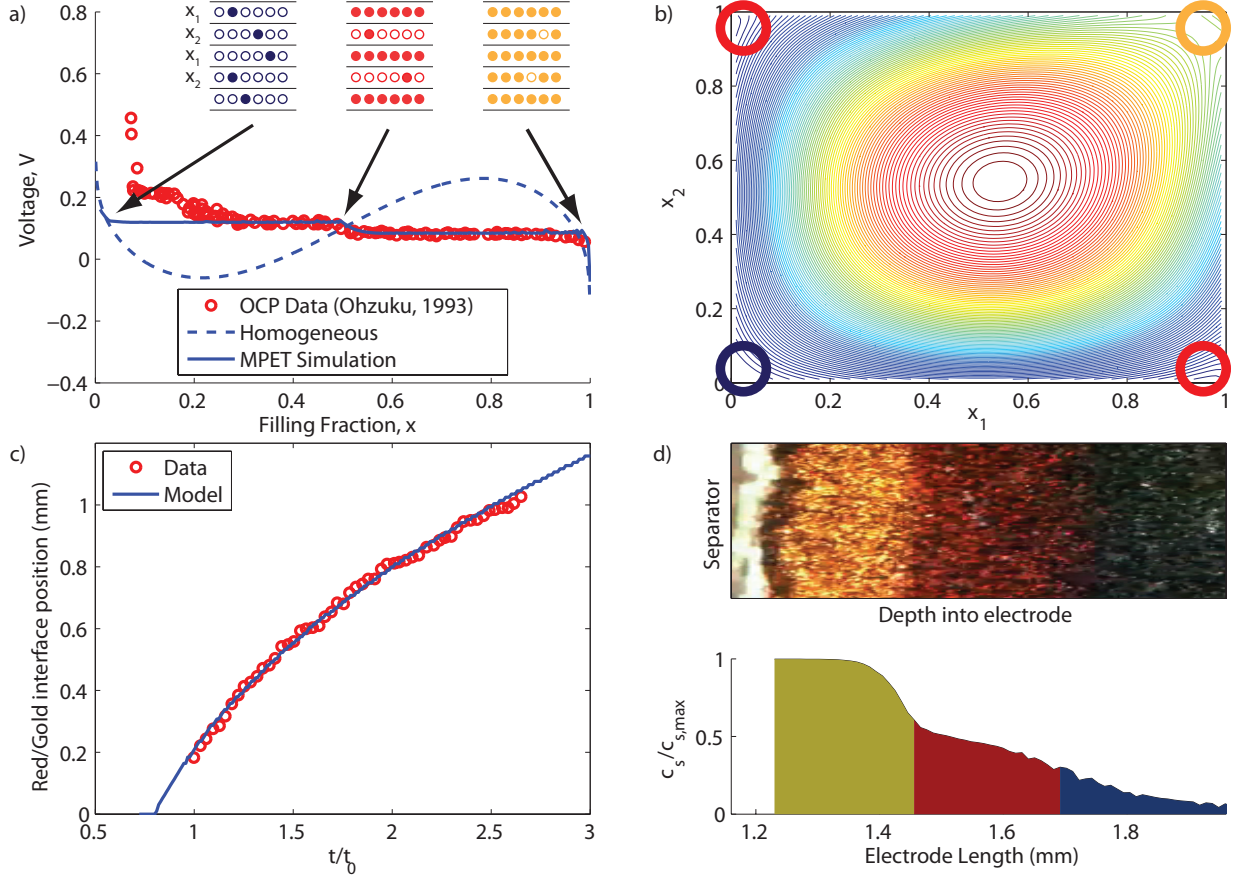 a)
x1
x2
x1
x2
0.8
0.6
0.4
0.2
0
−0.2
−0.4
Voltage, V
OCP Data (Ohzuku, 1993)
Homogeneous
MPET Simulation
0
0.2
0.4
0.6
0.8
1
Filling Fraction, x
b)
1
0.8
0.6
0.4
0.2
0
x2
0
0.2
0.4
0.6
0.8
1
x1
c)
Data
Model
1
0.8
0.6
0.4
0.2
0
Red/Gold interface position (mm)
0.5
1
1.5
2
2.5
3
t/t0
d)
Separator
Depth into electrode
1
0.5
0
cs/cs,max
1.2
1.4
1.6
1.8
Electrode Length (mm)